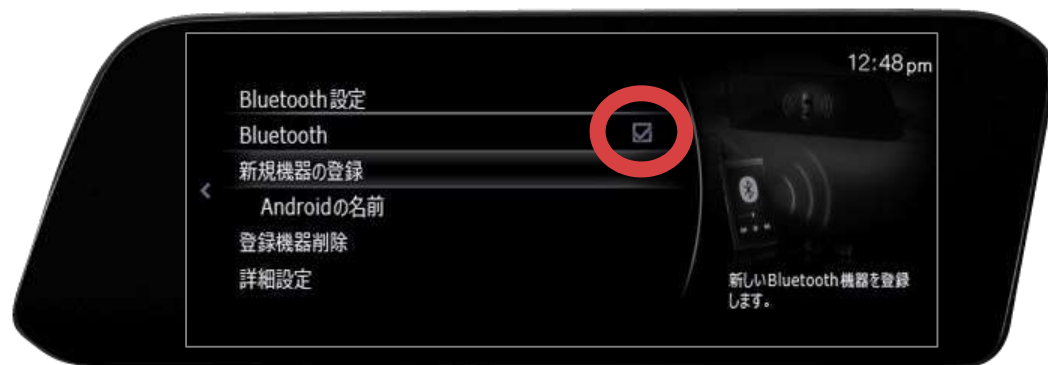 12:48 pm
Bluetooth設定
Bluetooth
新規機器の登録
Androidの名前
登録機器削除
詳細設定
新しいBluetooth機器を登録
します。